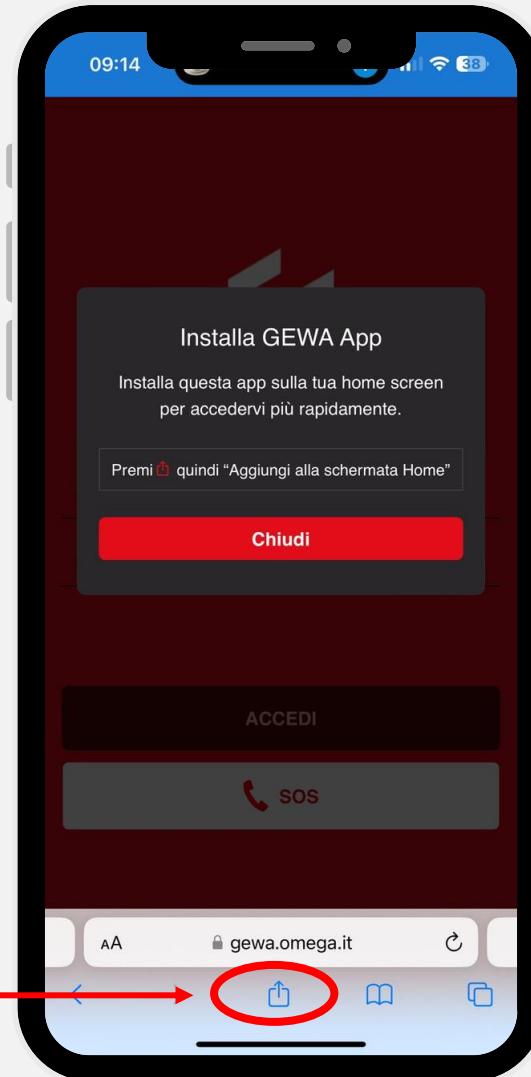 09:14
38
Installa GEWA App
Installa questa app sulla tua home screen
per accedervi più rapidamente.
Premi quindi “Aggiungi alla schermata Home”
Chiudi
ACCEDI
SOS
AA
gewa.omega.it